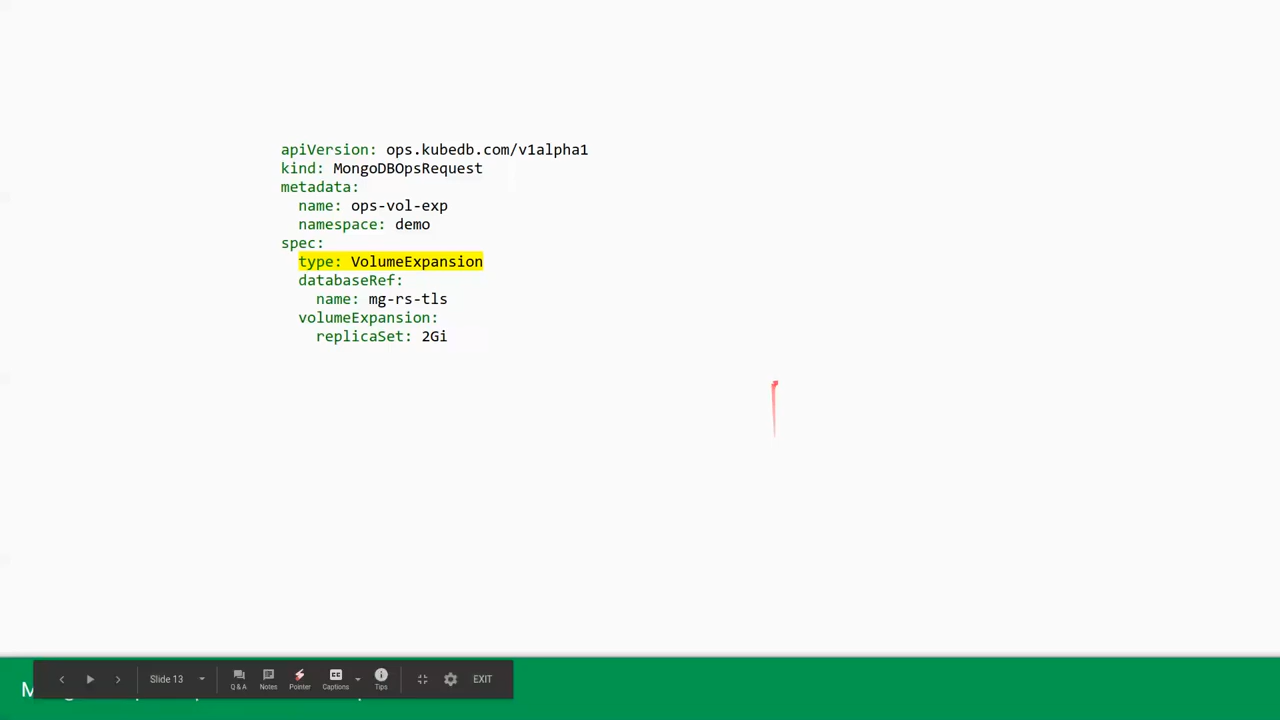 apiVersion: ops.kubedb.com/v1alpha1
kind: MongoDBOpsRequest
metadata:
  name: ops-vol-exp
  namespace: demo
spec:
  type: VolumeExpansion
  databaseRef:
    name: mg-rs-tls
  volumeExpansion:
    replicaSet: 2Gi
Slide 13
Q & A
Notes
Pointer
Captions
Tips
EXIT